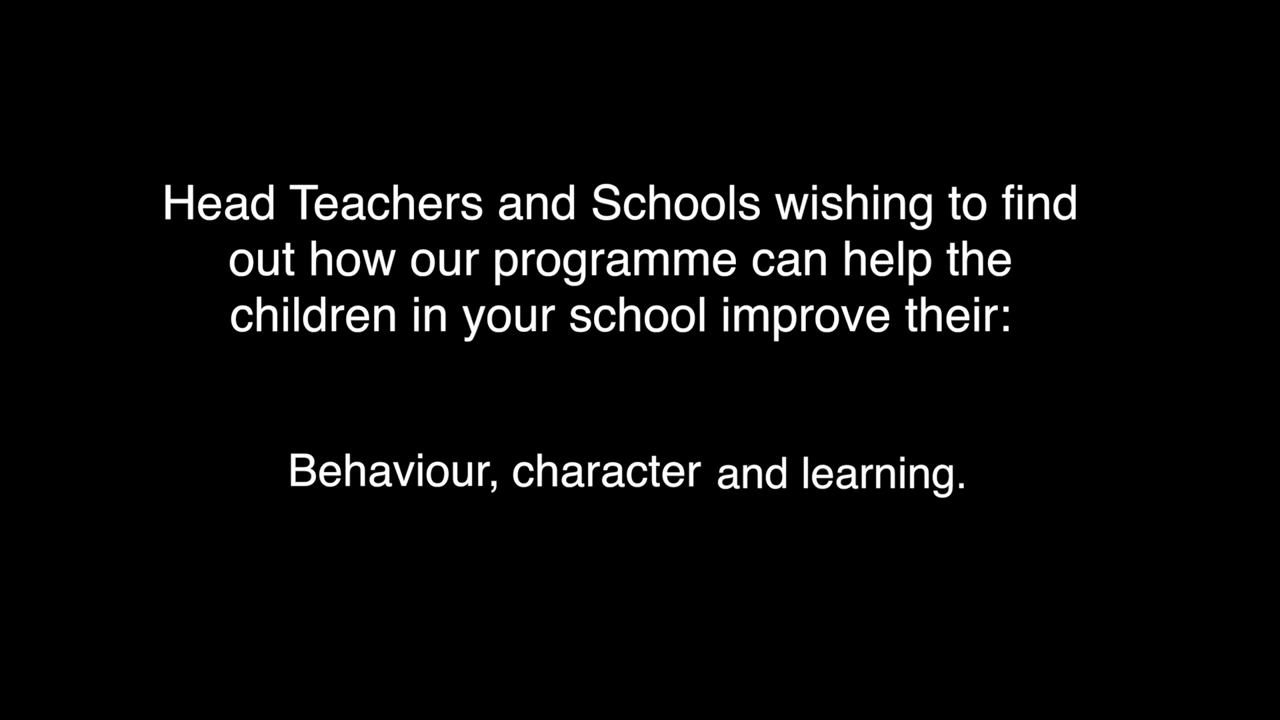 Head Teachers and Schools wishing to find
out how our programme can help the
children in your school improve their:
Behaviour, character and learning.